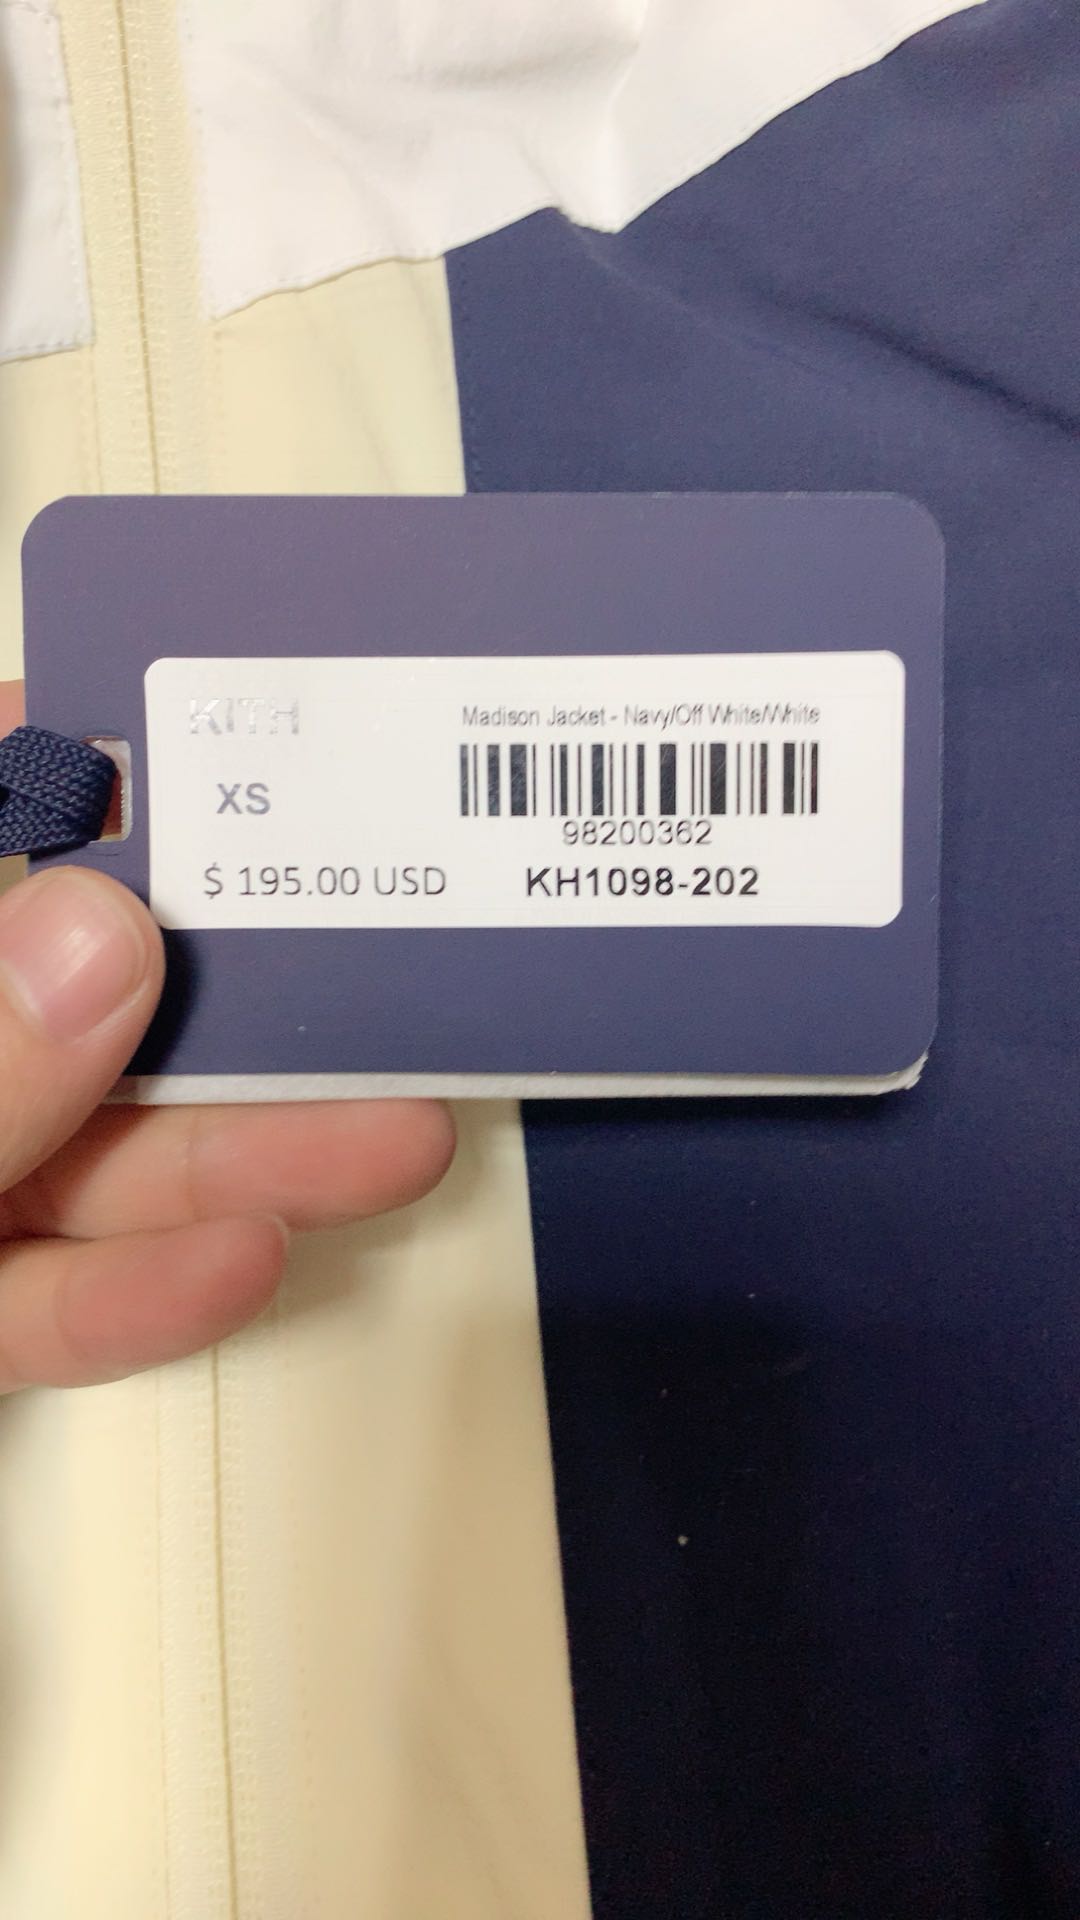 KITH
Madison Jacket - Navy/Off White/White
XS
98200362
$ 195.00 USD
KH1098-202